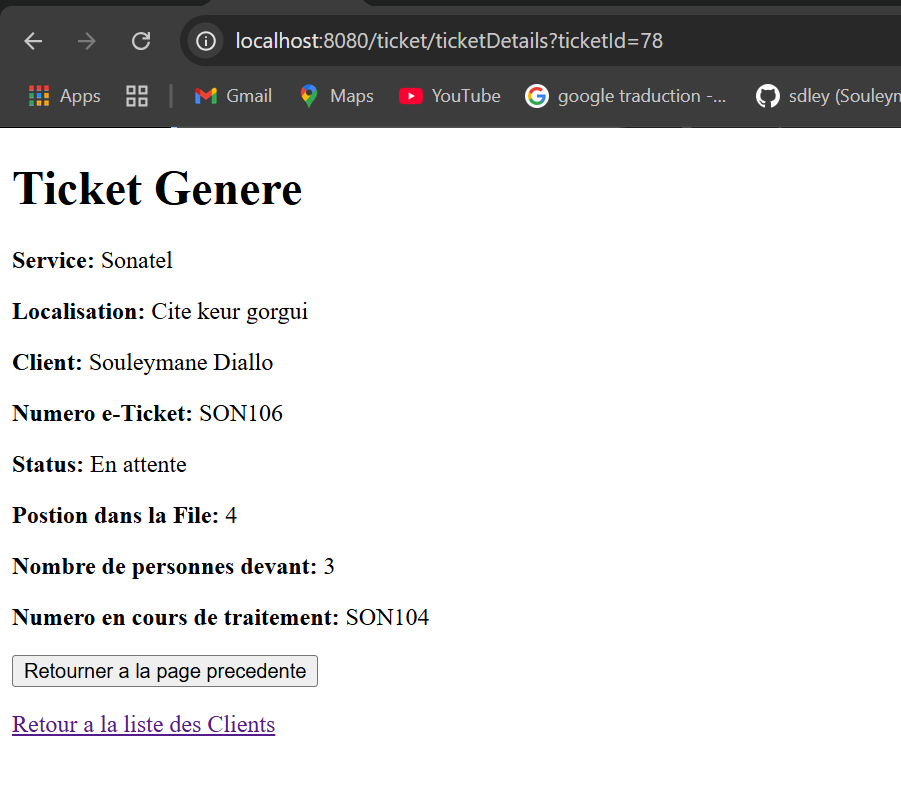 localhost:8080/ticket/ticketDetails?ticketId=78
Apps Gmail Maps YouTube google traduction -... sdley (Souleym
Ticket Genere
Service: Sonatel
Localisation: Cite keur gorgui
Client: Souleymane Diallo
Numero e-Ticket: SON106
Status: En attente
Postion dans la File: 4
Nombre de personnes devant: 3
Numero en cours de traitement: SON104
Retourner a la page precedente
Retour a la liste des Clients